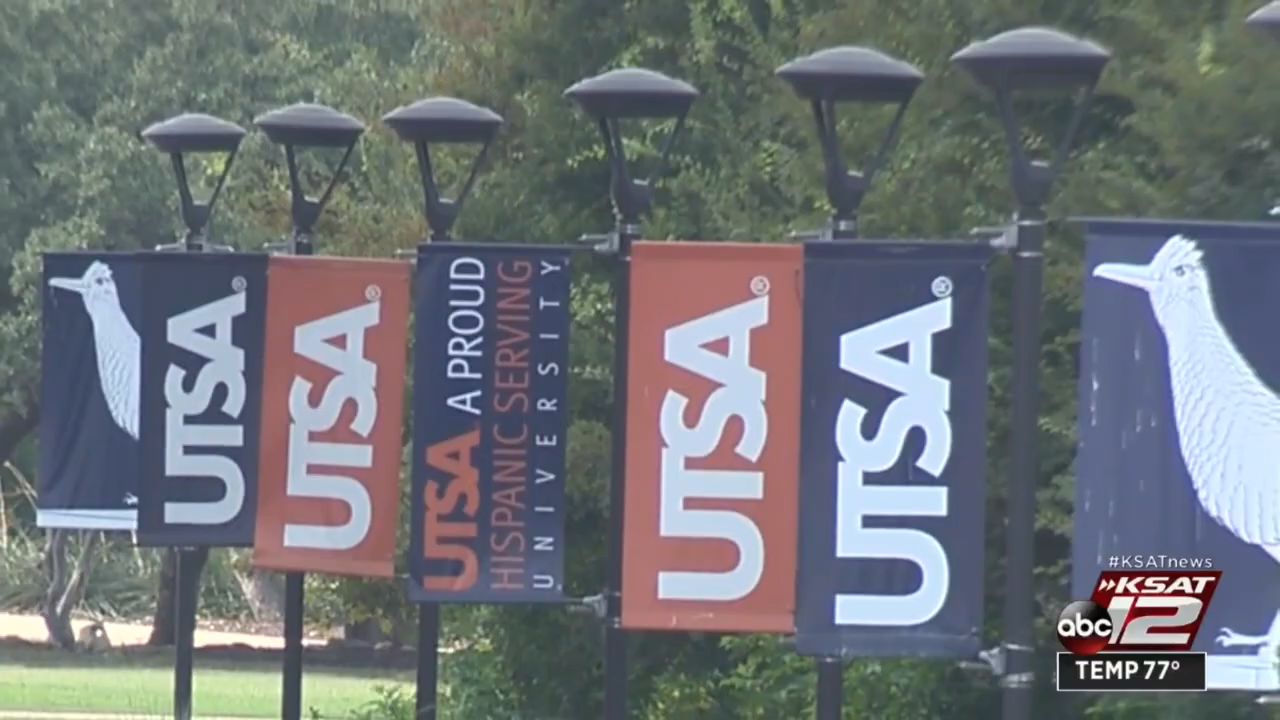 UTSA®
UTSA®
UTSA A PROUD
HISPANIC SERVING
UNIVERSITY
UTSA®
UTSA®
#KSATnews
»KSAT
abc 12
TEMP 77°